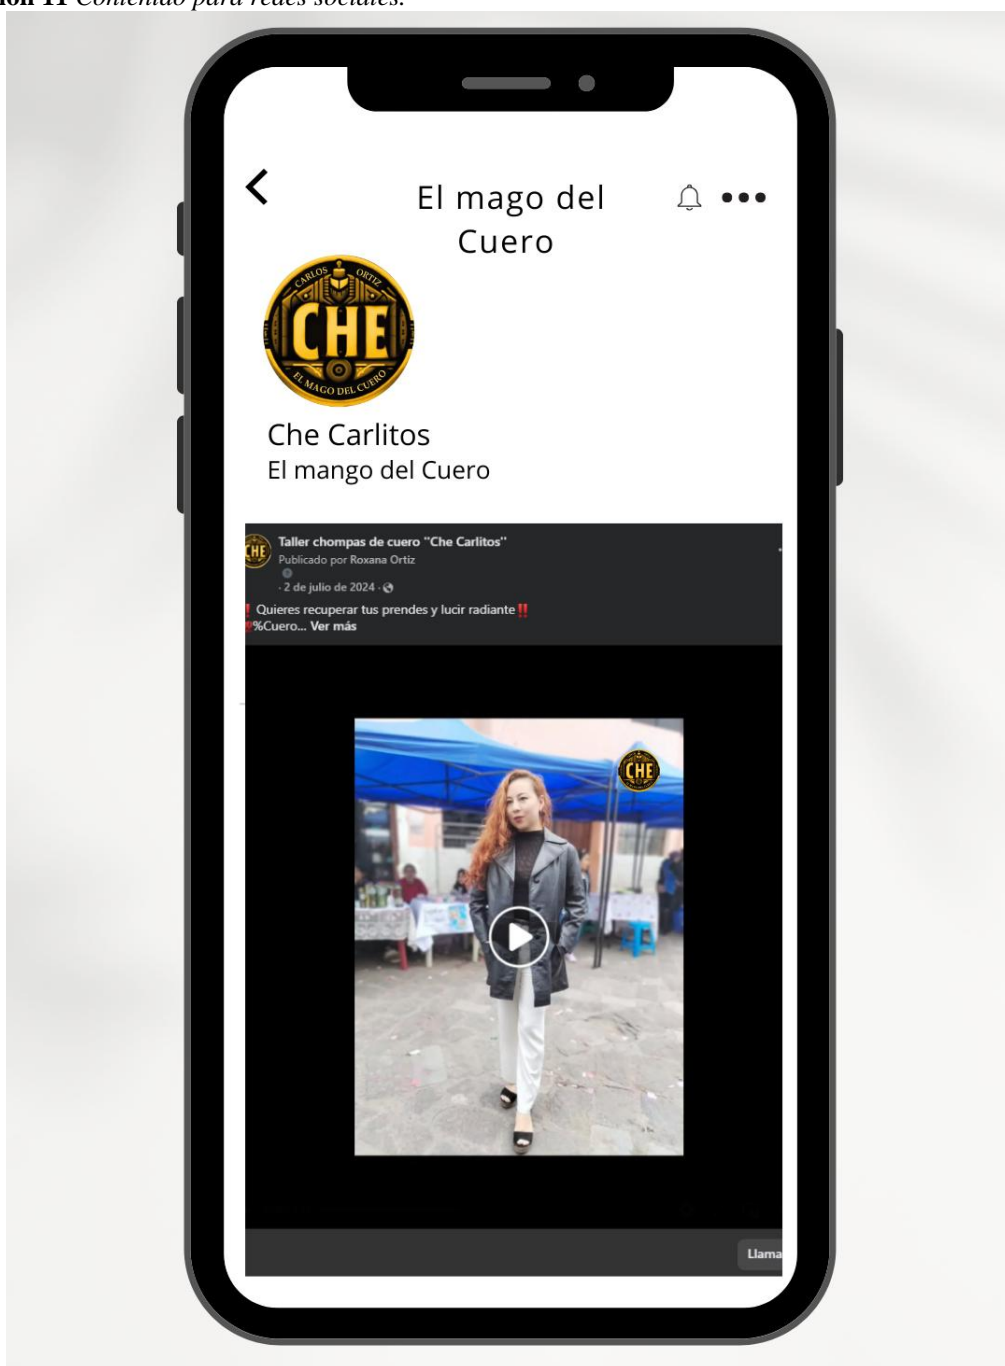 ión 11 Contenido para redes sociales.
El mago del
Cuero
CARLOS ORTIZ
CHE
EL MAGO DEL CUERO
Che Carlitos
El mango del Cuero
CHE
Taller chompas de cuero "Che Carlitos"
Publicado por Roxana Ortiz
· 2 de julio de 2024 ·
‼ Quieres recuperar tus prendes y lucir radiante‼
%Cuero... Ver más
CHE
Llama